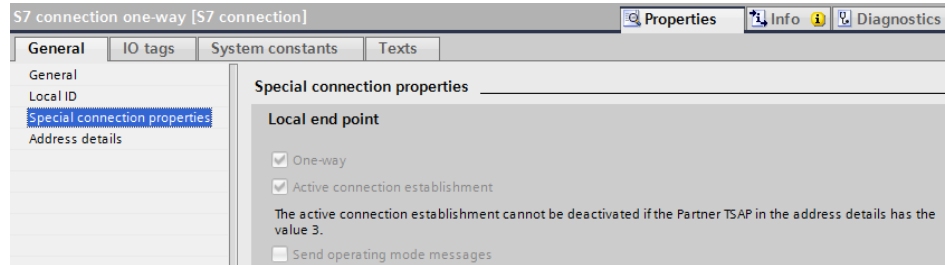 S7 connection one-way [S7 connection]
Properties
Info
Diagnostics
General
IO tags
System constants
Texts
General
Local ID
Special connection properties
Address details
Special connection properties
Local end point
One-way
Active connection establishment
The active connection establishment cannot be deactivated if the Partner TSAP in the address details has the
value 3.
Send operating mode messages